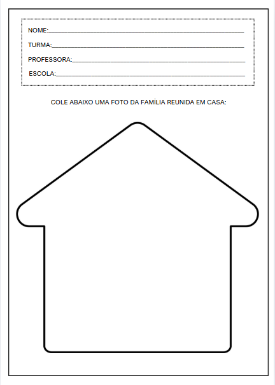 NOME:
TURMA:
PROFESSORA:
ESCOLA:
COLE ABAIXO UMA FOTO DA FAMILIA REUNIDA EM CASA: